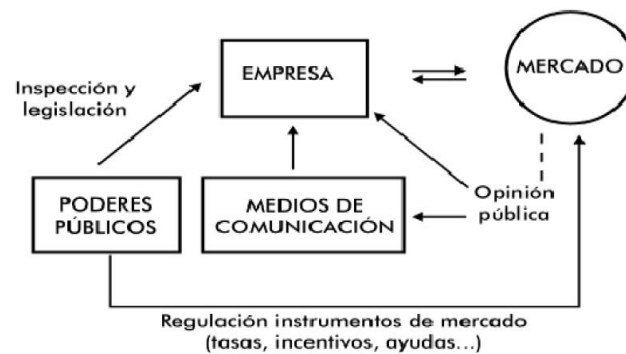 EMPRESA
MERCADO
Inspección y
legislación
PODERES
PÚBLICOS
MEDIOS DE
COMUNICACIÓN
Opinión
pública
Regulación instrumentos de mercado
(tasas, incentivos, ayudas...)